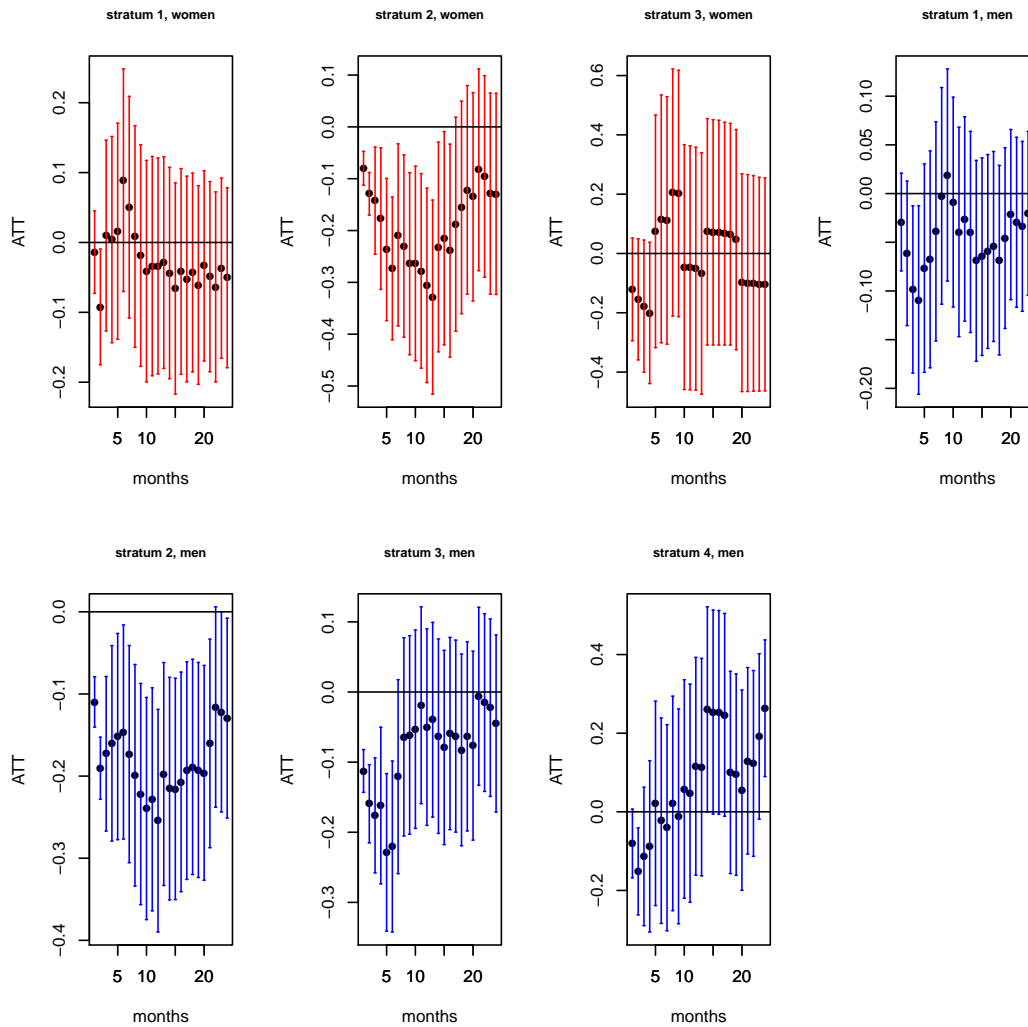 stratum 1, women
ATT
0.2
0.1
0.0
−0.1
−0.2
5 10 20
months
stratum 2, women
ATT
0.1
0.0
−0.1
−0.2
−0.3
−0.4
−0.5
5 10 20
months
stratum 3, women
ATT
0.6
0.4
0.2
0.0
−0.2
−0.4
5 10 20
months
stratum 1, men
ATT
0.10
0.05
0.00
−0.10
−0.20
5 10 20
months
stratum 2, men
ATT
0.0
−0.1
−0.2
−0.3
−0.4
5 10 20
months
stratum 3, men
ATT
0.1
0.0
−0.1
−0.2
−0.3
5 10 20
months
stratum 4, men
ATT
0.4
0.2
0.0
−0.2
5 10 20
months